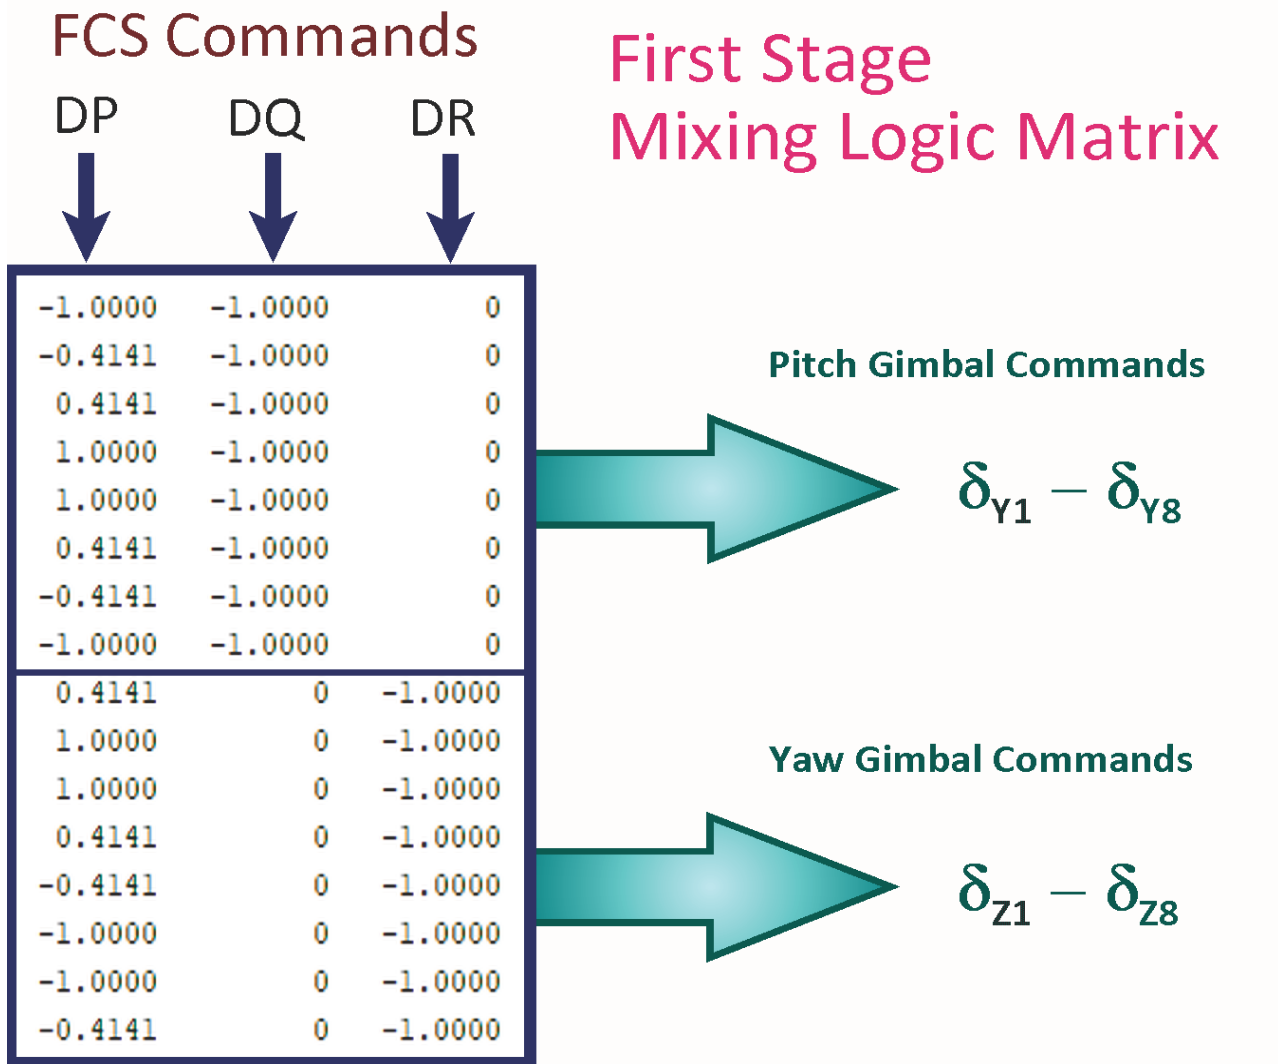 FCS Commands
First Stage
Mixing Logic Matrix
DP DQ DR
-1.0000 -1.0000 0
-0.4141 -1.0000 0
0.4141 -1.0000 0
1.0000 -1.0000 0
1.0000 -1.0000 0
0.4141 -1.0000 0
-0.4141 -1.0000 0
-1.0000 -1.0000 0
0.4141 0 -1.0000
1.0000 0 -1.0000
1.0000 0 -1.0000
0.4141 0 -1.0000
-0.4141 0 -1.0000
-1.0000 0 -1.0000
-1.0000 0 -1.0000
-0.4141 0 -1.0000
Pitch Gimbal Commands
δY1 – δY8
Yaw Gimbal Commands
δZ1 – δZ8